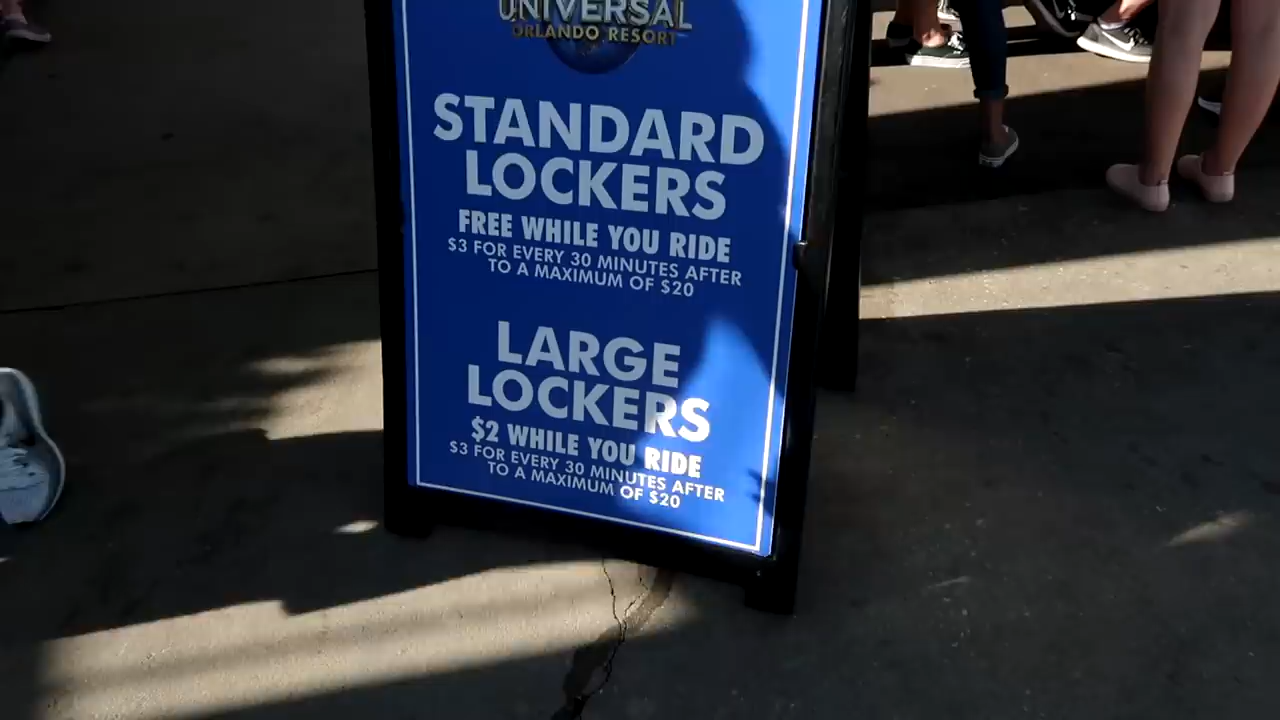 UNIVERSAL
ORLANDO RESORT
STANDARD
LOCKERS
FREE WHILE YOU RIDE
$3 FOR EVERY 30 MINUTES AFTER
TO A MAXIMUM OF $20
LARGE
LOCKERS
$2 WHILE YOU RIDE
$3 FOR EVERY 30 MINUTES AFTER
TO A MAXIMUM OF $20